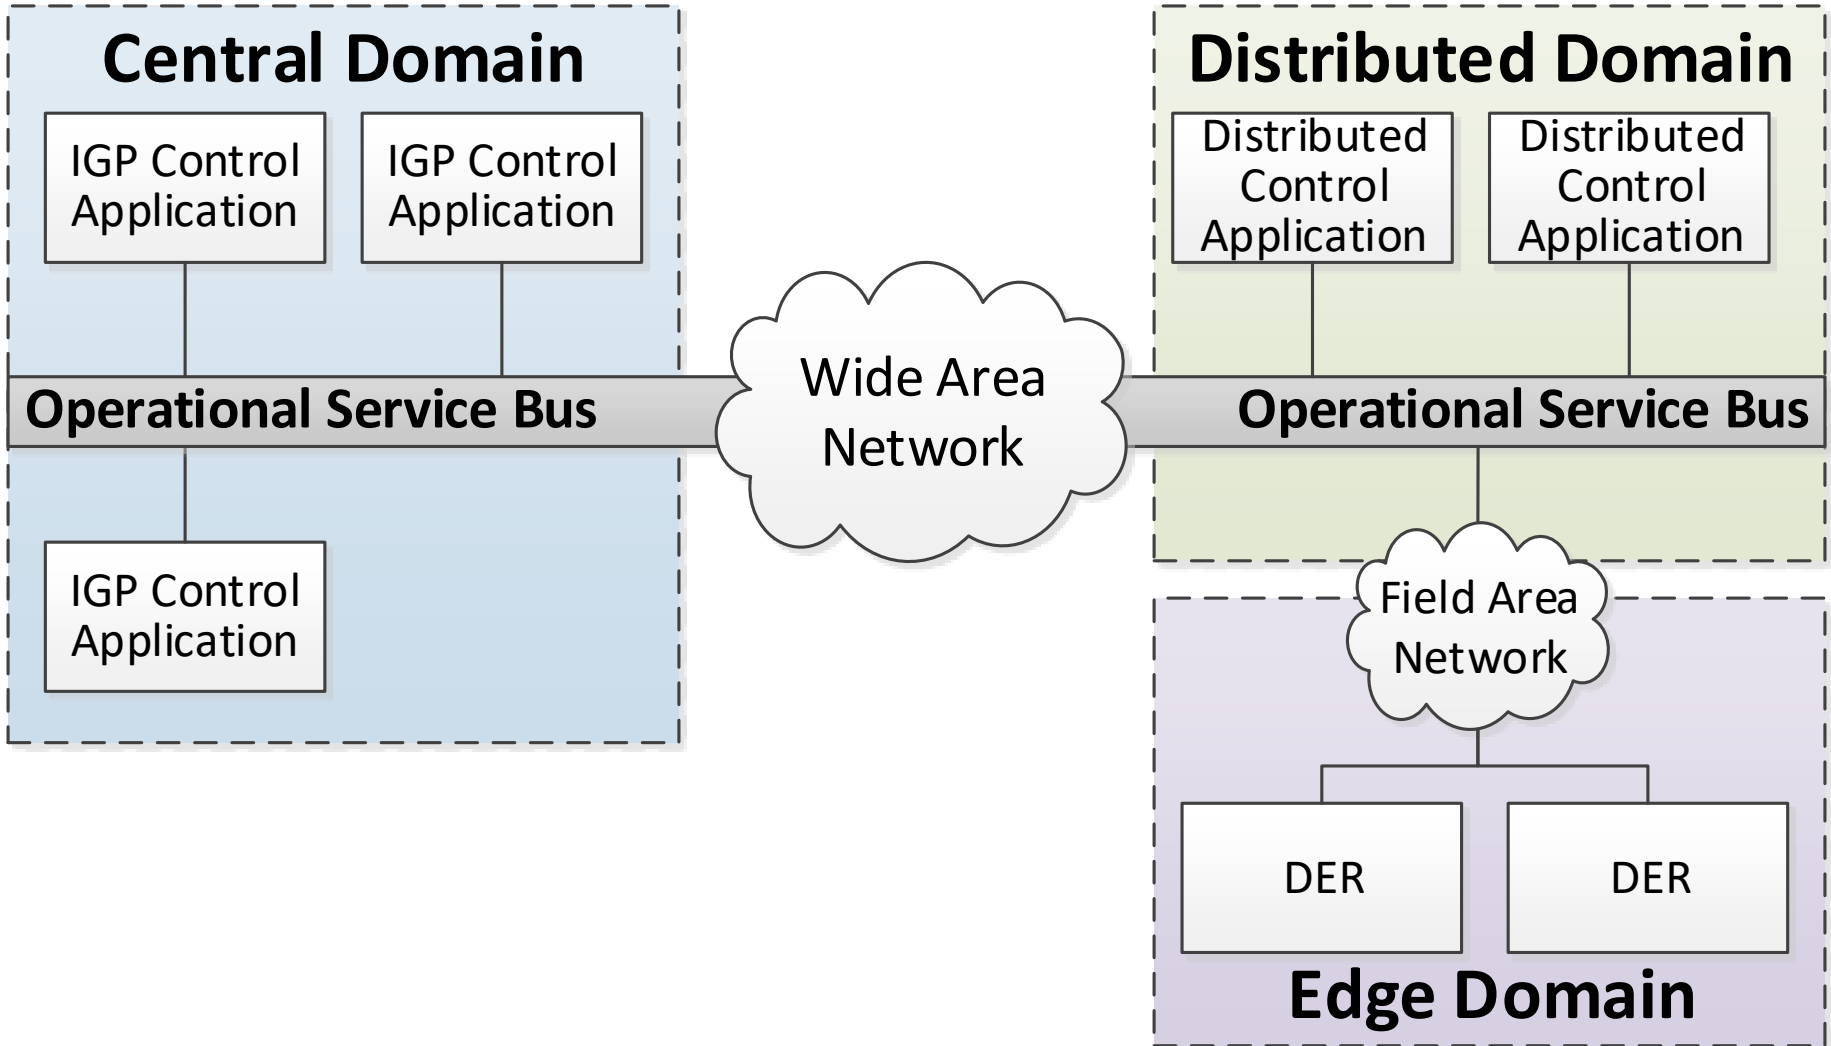 Central Domain
IGP Control
Application
IGP Control
Application
Operational Service Bus
IGP Control
Application
Wide Area
Network
Distributed Domain
Distributed
Control
Application
Distributed
Control
Application
Operational Service Bus
Field Area
Network
DER
DER
Edge Domain